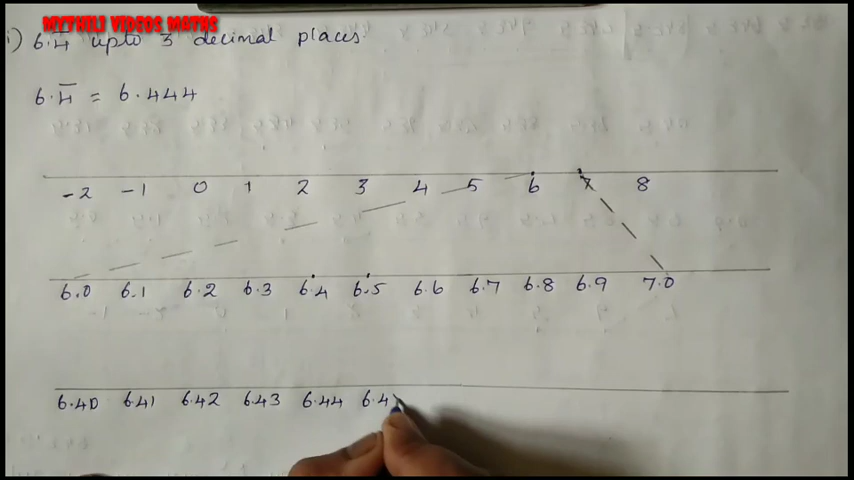 MYTHILI VIDEOS MATHS
i) 6.4̅ upto 3 decimal places
6.4̅ = 6.444
-2 -1 0 1 2 3 4 5 6 7 8
6.0 6.1 6.2 6.3 6.4 6.5 6.6 6.7 6.8 6.9 7.0
6.40 6.41 6.42 6.43 6.44